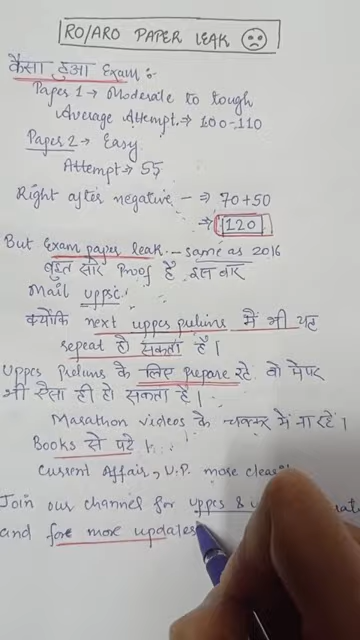 RO/ARO PAPER LEAK
कैसा हुआ Exam:-
Paper 1 → Moderate to tough
Average Attempt → 100-110
Paper 2 → Easy
Attempt → 55
Right after negative - ⇒ 70+50
⇒ 120
But Exam paper leak - same as 2016
बहुत सारे Proof हैं इस बार
Mail uppsc
क्योंकि next uppcs prelims में भी यह
repeat हो सकता है।
Uppcs Prelims के लिए prepare रहे वो पेपर
भी ऐसा ही हो सकता है।
Marathon videos के चक्कर में ना रहें।
Books से पढे।
Current Affair, U.P. more
Join our channel for uppcs &
and for more updates